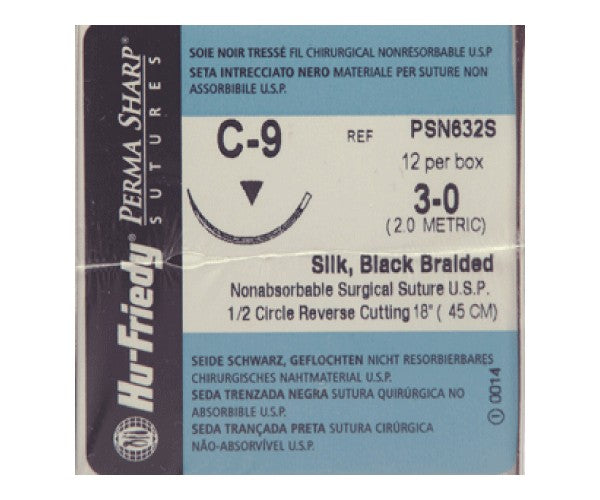 Hu-Friedy® PERMA SHARP®
SUTURES
SOIE NOIR TRESSÉ FIL CHIRURGICAL NONRESORBABLE U.S.P
SETA INTRECCIATO NERO MATERIALE PER SUTURE NON
ASSORBIBILE U.S.P.
C-9
REF PSN632S
12 per box
3-0
(2.0 METRIC)
Silk, Black Braided
Nonabsorbable Surgical Suture U.S.P.
1/2 Circle Reverse Cutting 18" ( 45 CM)
SEIDE SCHWARZ, GEFLOCHTEN NICHT RESORBIERBARES
CHIRURGISCHES NAHTMATERIAL U.S.P.
SEDA TRENZADA NEGRA SUTURA QUIRÚRGICA NO
ABSORBIBLE U.S.P.
SEDA TRANÇADA PRETA SUTURA CIRÚRGICA
NÃO-ABSORVÍVEL U.S.P.
0014